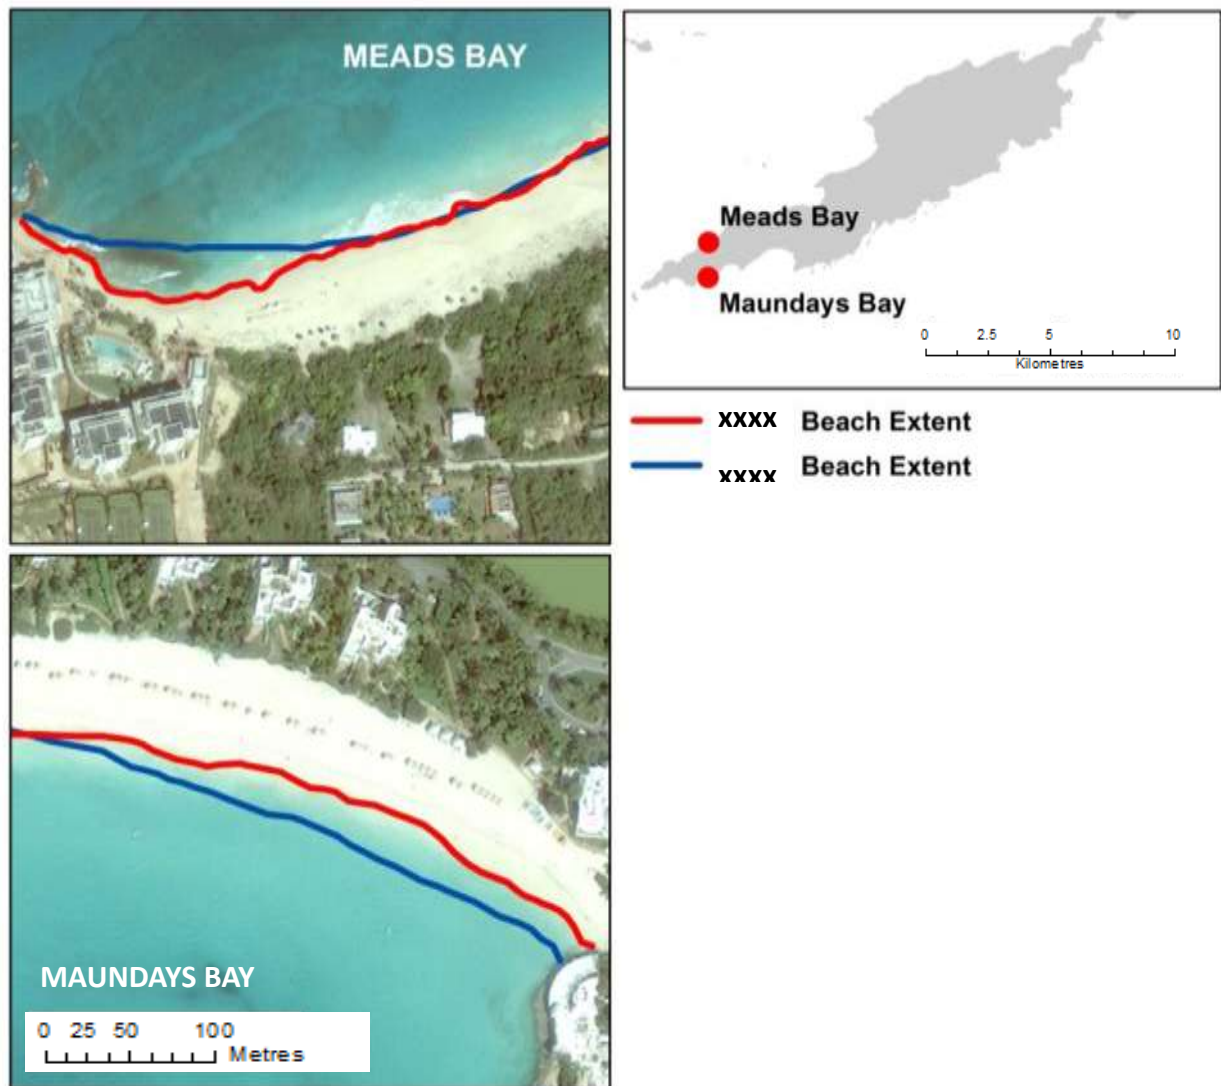 MEADS BAY
Meads Bay
Maundays Bay
0 2.5 5 10
Kilometres
xxxx Beach Extent
xxxx Beach Extent
MAUNDAYS BAY
0 25 50 100
Metres